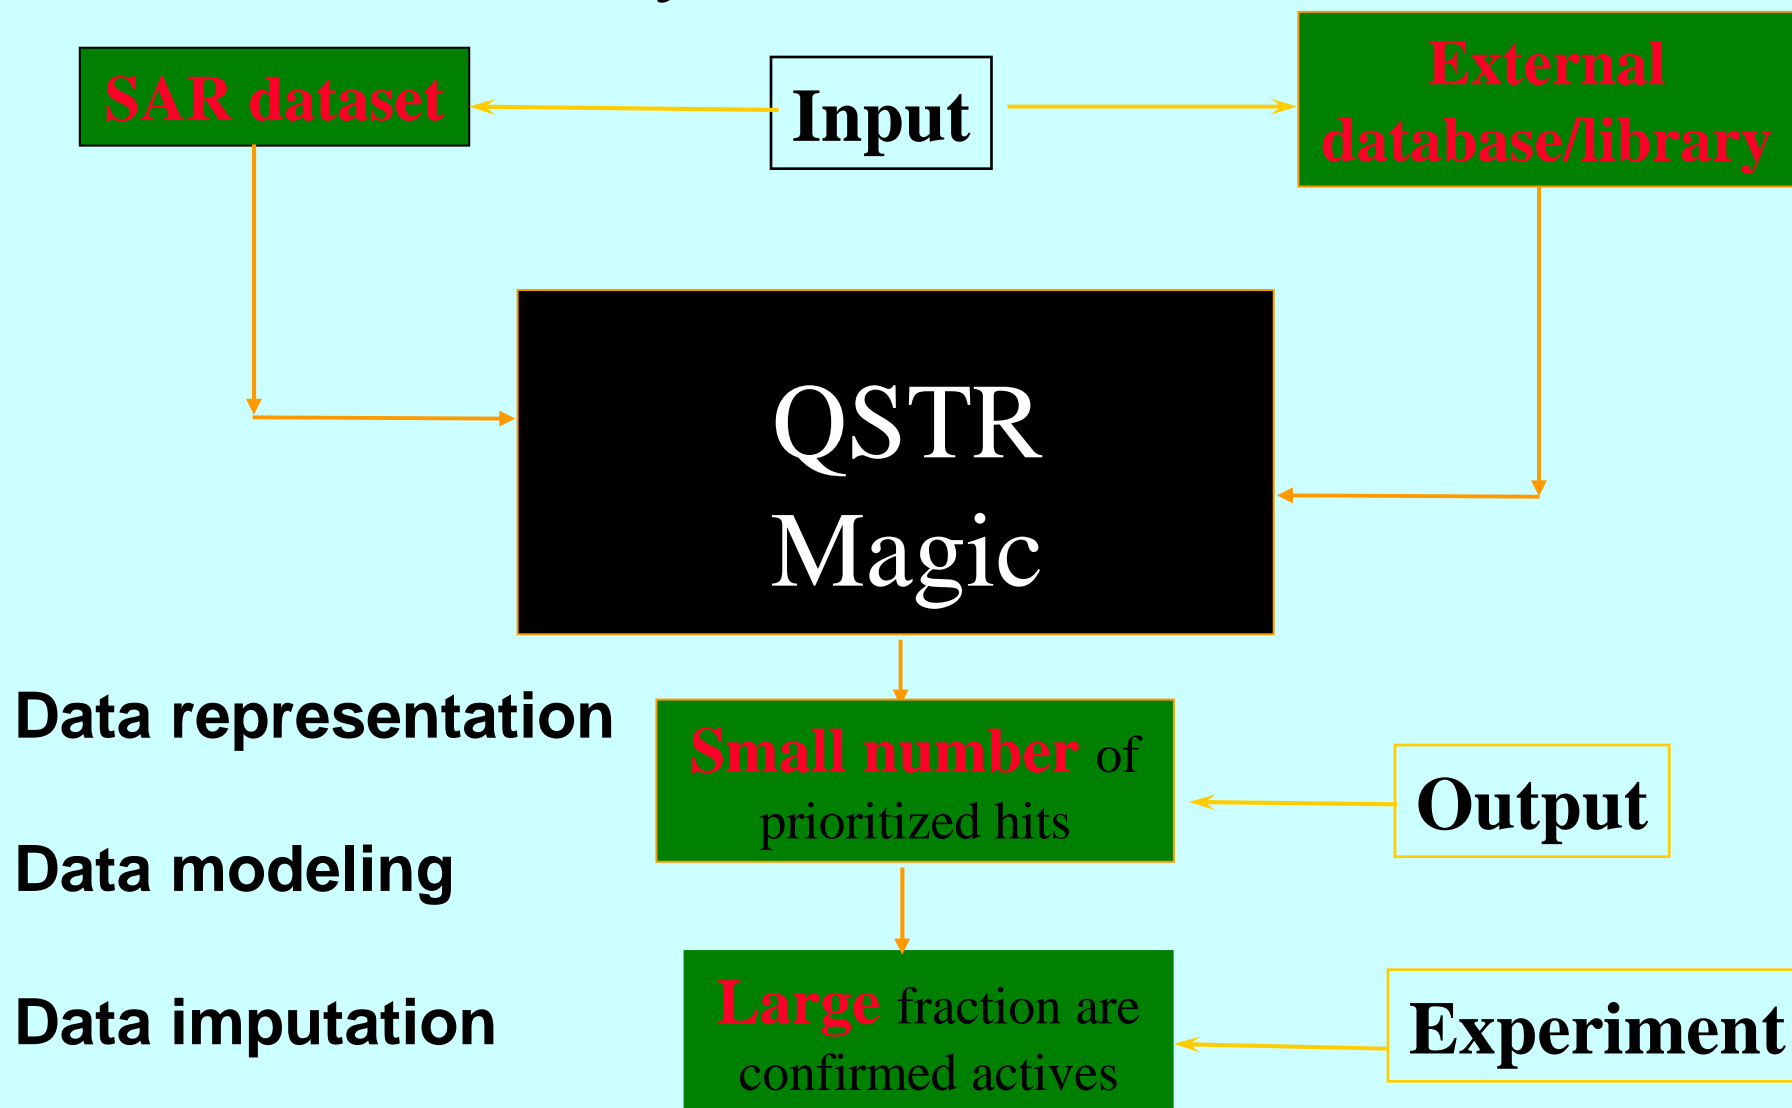 SAR dataset
Input
External
database/library
QSTR
Magic
Data representation
Small number of
prioritized hits
Output
Data modeling
Data imputation
Large fraction are
confirmed actives
Experiment